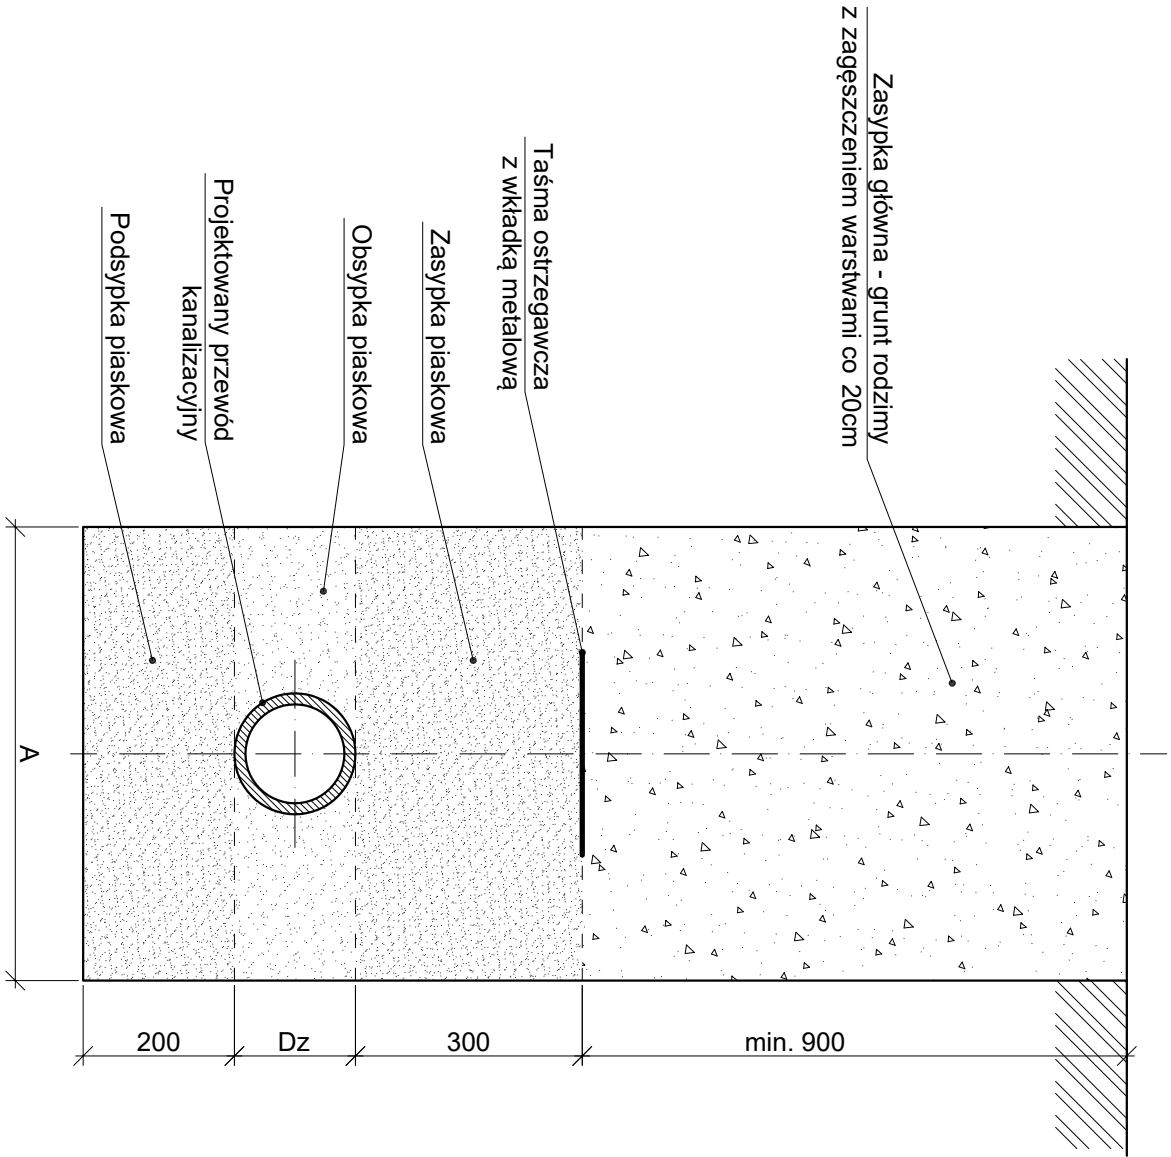 Zasypka główna - grunt rodzimy
z zagęszczeniem warstwami co 20cm
Taśma ostrzegawcza
z wkładką metalową
Zasypka piaskowa
Obsypka piaskowa
Projektowany przewód
kanalizacyjny
Podsypka piaskowa
A
200
Dz
300
min. 900